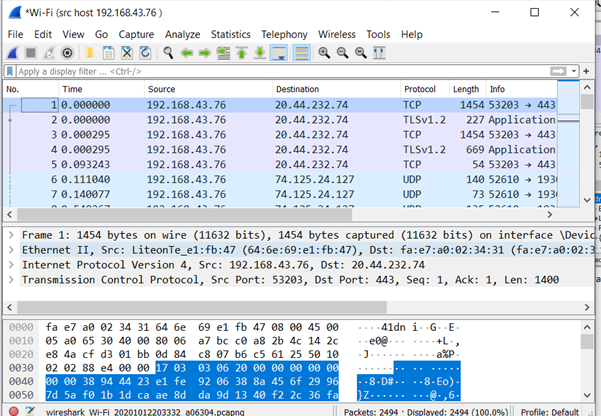 *Wi-Fi (src host 192.168.43.76 )
File Edit View Go Capture Analyze Statistics Telephony Wireless Tools Help
Apply a display filter ... <Ctrl-/>
No. Time Source Destination Protocol Length Info
1 0.000000 192.168.43.76 20.44.232.74 TCP 1454 53203 → 443
2 0.000000 192.168.43.76 20.44.232.74 TLSv1.2 227 Application
3 0.000295 192.168.43.76 20.44.232.74 TCP 1454 53203 → 443
4 0.000295 192.168.43.76 20.44.232.74 TLSv1.2 669 Application
5 0.093243 192.168.43.76 20.44.232.74 TCP 54 53203 → 443
6 0.111040 192.168.43.76 74.125.24.127 UDP 140 52610 → 1930
7 0.140077 192.168.43.76 74.125.24.127 UDP 73 52610 → 1930
Frame 1: 1454 bytes on wire (11632 bits), 1454 bytes captured (11632 bits) on interface \Devic
Ethernet II, Src: LiteonTe_e1:fb:47 (64:6e:69:e1:fb:47), Dst: fa:e7:a0:02:34:31 (fa:e7:a0:02:3
Internet Protocol Version 4, Src: 192.168.43.76, Dst: 20.44.232.74
Transmission Control Protocol, Src Port: 53203, Dst Port: 443, Seq: 1, Ack: 1, Len: 1400
0000 fa e7 a0 02 34 31 64 6e 69 e1 fb 47 08 00 45 00 ····41dn i··G··E·
0010 05 a0 65 30 40 00 80 06 a7 bc c0 a8 2b 4c 14 2c ··e0@··· ····+L·,
0020 e8 4a cf d3 01 bb 0d 84 c8 07 b6 c5 61 25 50 10 ·J······ ····a%P·
0030 02 02 88 e4 00 00 17 03 03 06 20 00 00 00 00 00 ········ ·· ·····
0040 00 00 38 94 44 23 e1 fe 92 06 38 8a 45 6f 29 96 ··8·D#·· ··8·Eo)·
0050 7d 5a f0 1b 1d ca ae 8d da 9d 13 40 f2 2c 36 fa }Z······ ···@·,6·
wireshark_Wi-Fi_20201012203332_a06304.pcapng Packets: 2494 · Displayed: 2494 (100.0%) Profile: Default